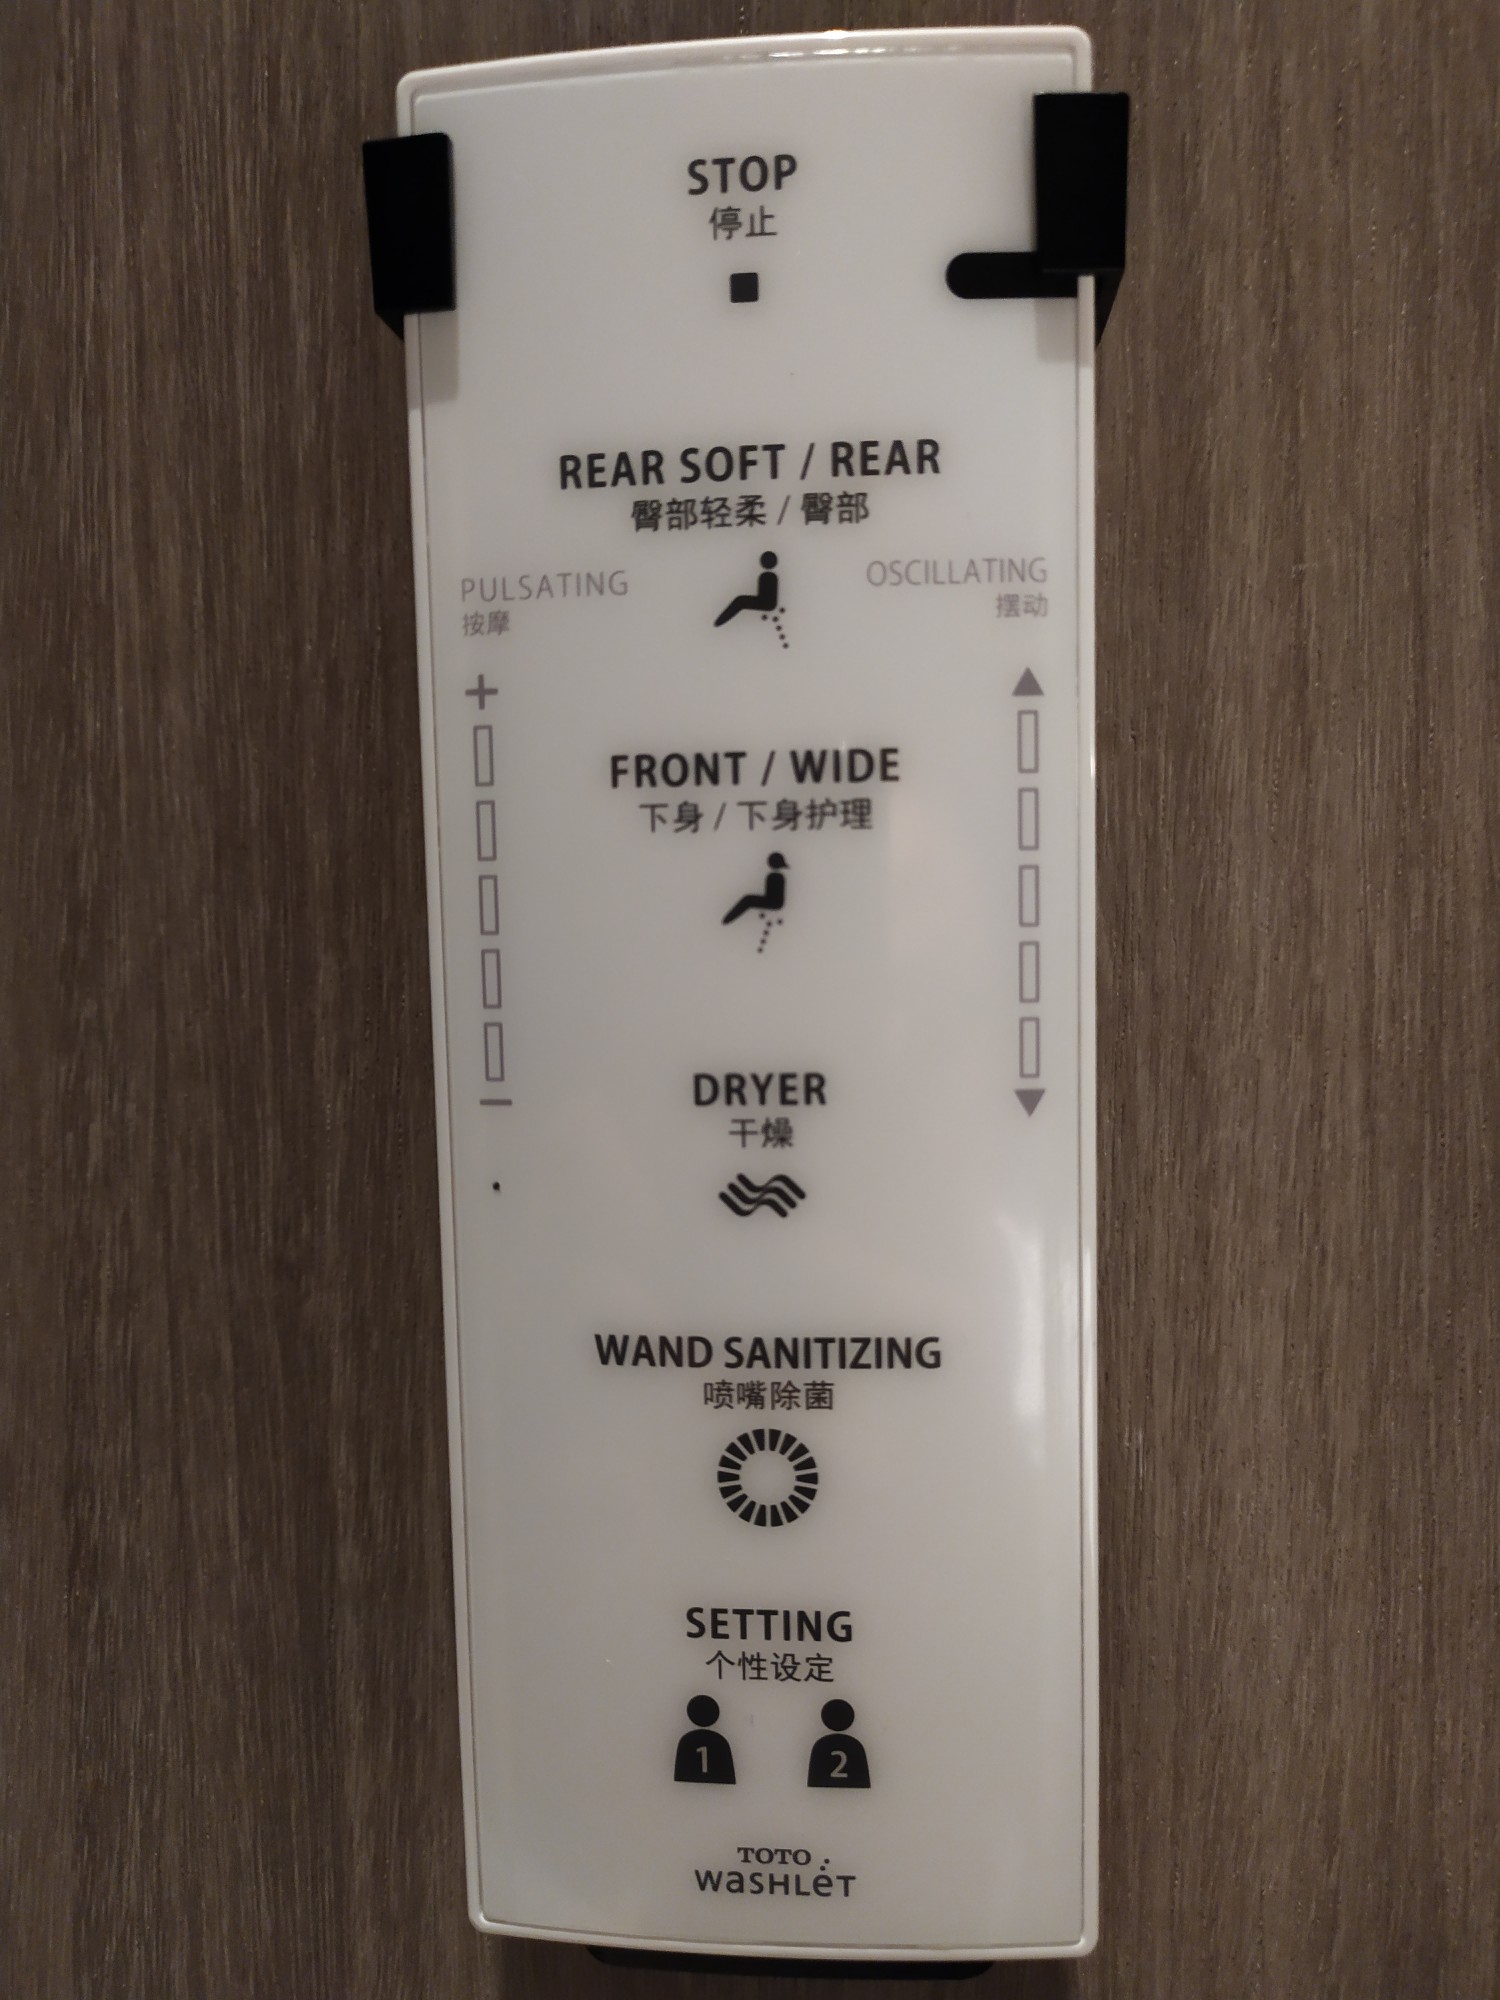 STOP
停止
REAR SOFT / REAR
臀部轻柔 / 臀部
PULSATING
按摩
OSCILLATING
摆动
+
FRONT / WIDE
下身 / 下身护理
−
DRYER
干燥
WAND SANITIZING
喷嘴除菌
SETTING
个性设定
1 2
TOTO
WASHLET